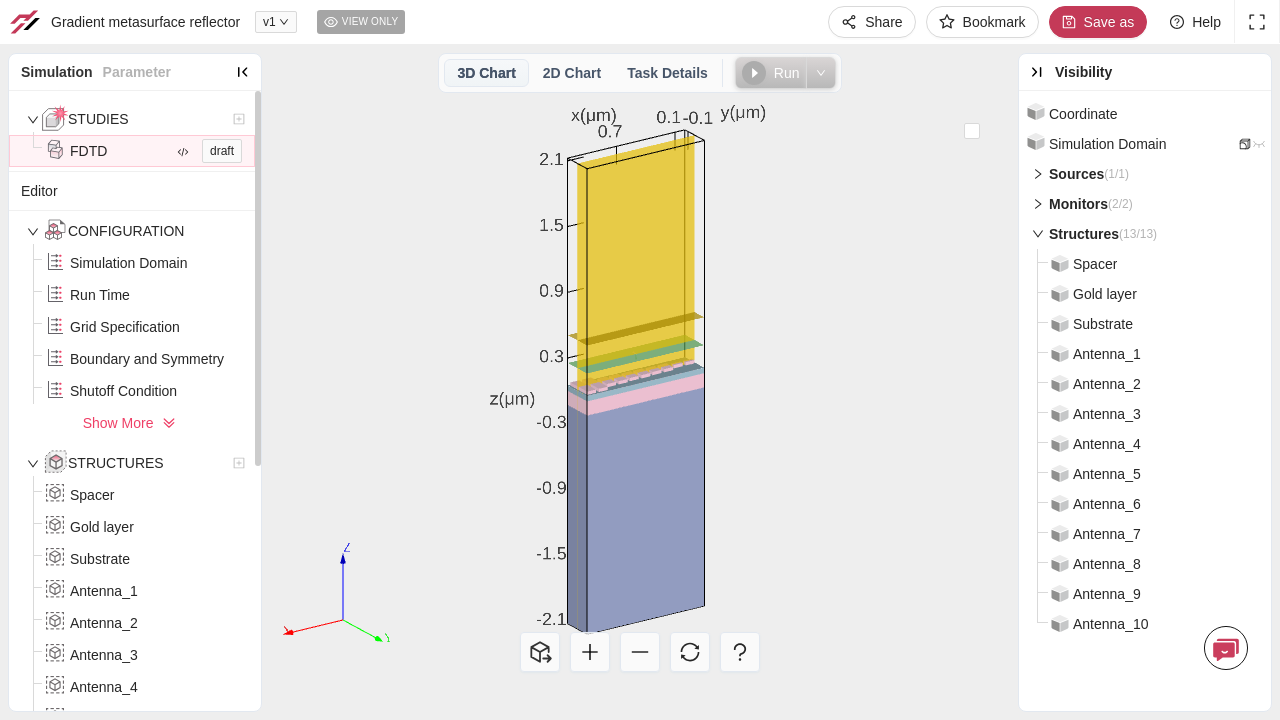 Gradient metasurface reflector
v1
VIEW ONLY
Share
Bookmark
Save as
Help
Simulation Parameter
STUDIES
FDTD
draft
Editor
CONFIGURATION
Simulation Domain
Run Time
Grid Specification
Boundary and Symmetry
Shutoff Condition
Show More
STRUCTURES
Spacer
Gold layer
Substrate
Antenna_1
Antenna_2
Antenna_3
Antenna_4
3D Chart
2D Chart
Task Details
Run
x(μm)
0.7
0.1
-0.1
y(μm)
2.1
1.5
0.9
0.3
z(μm)
-0.3
-0.9
-1.5
-2.1
Z
X
Y
Visibility
Coordinate
Simulation Domain
Sources(1/1)
Monitors(2/2)
Structures(13/13)
Spacer
Gold layer
Substrate
Antenna_1
Antenna_2
Antenna_3
Antenna_4
Antenna_5
Antenna_6
Antenna_7
Antenna_8
Antenna_9
Antenna_10